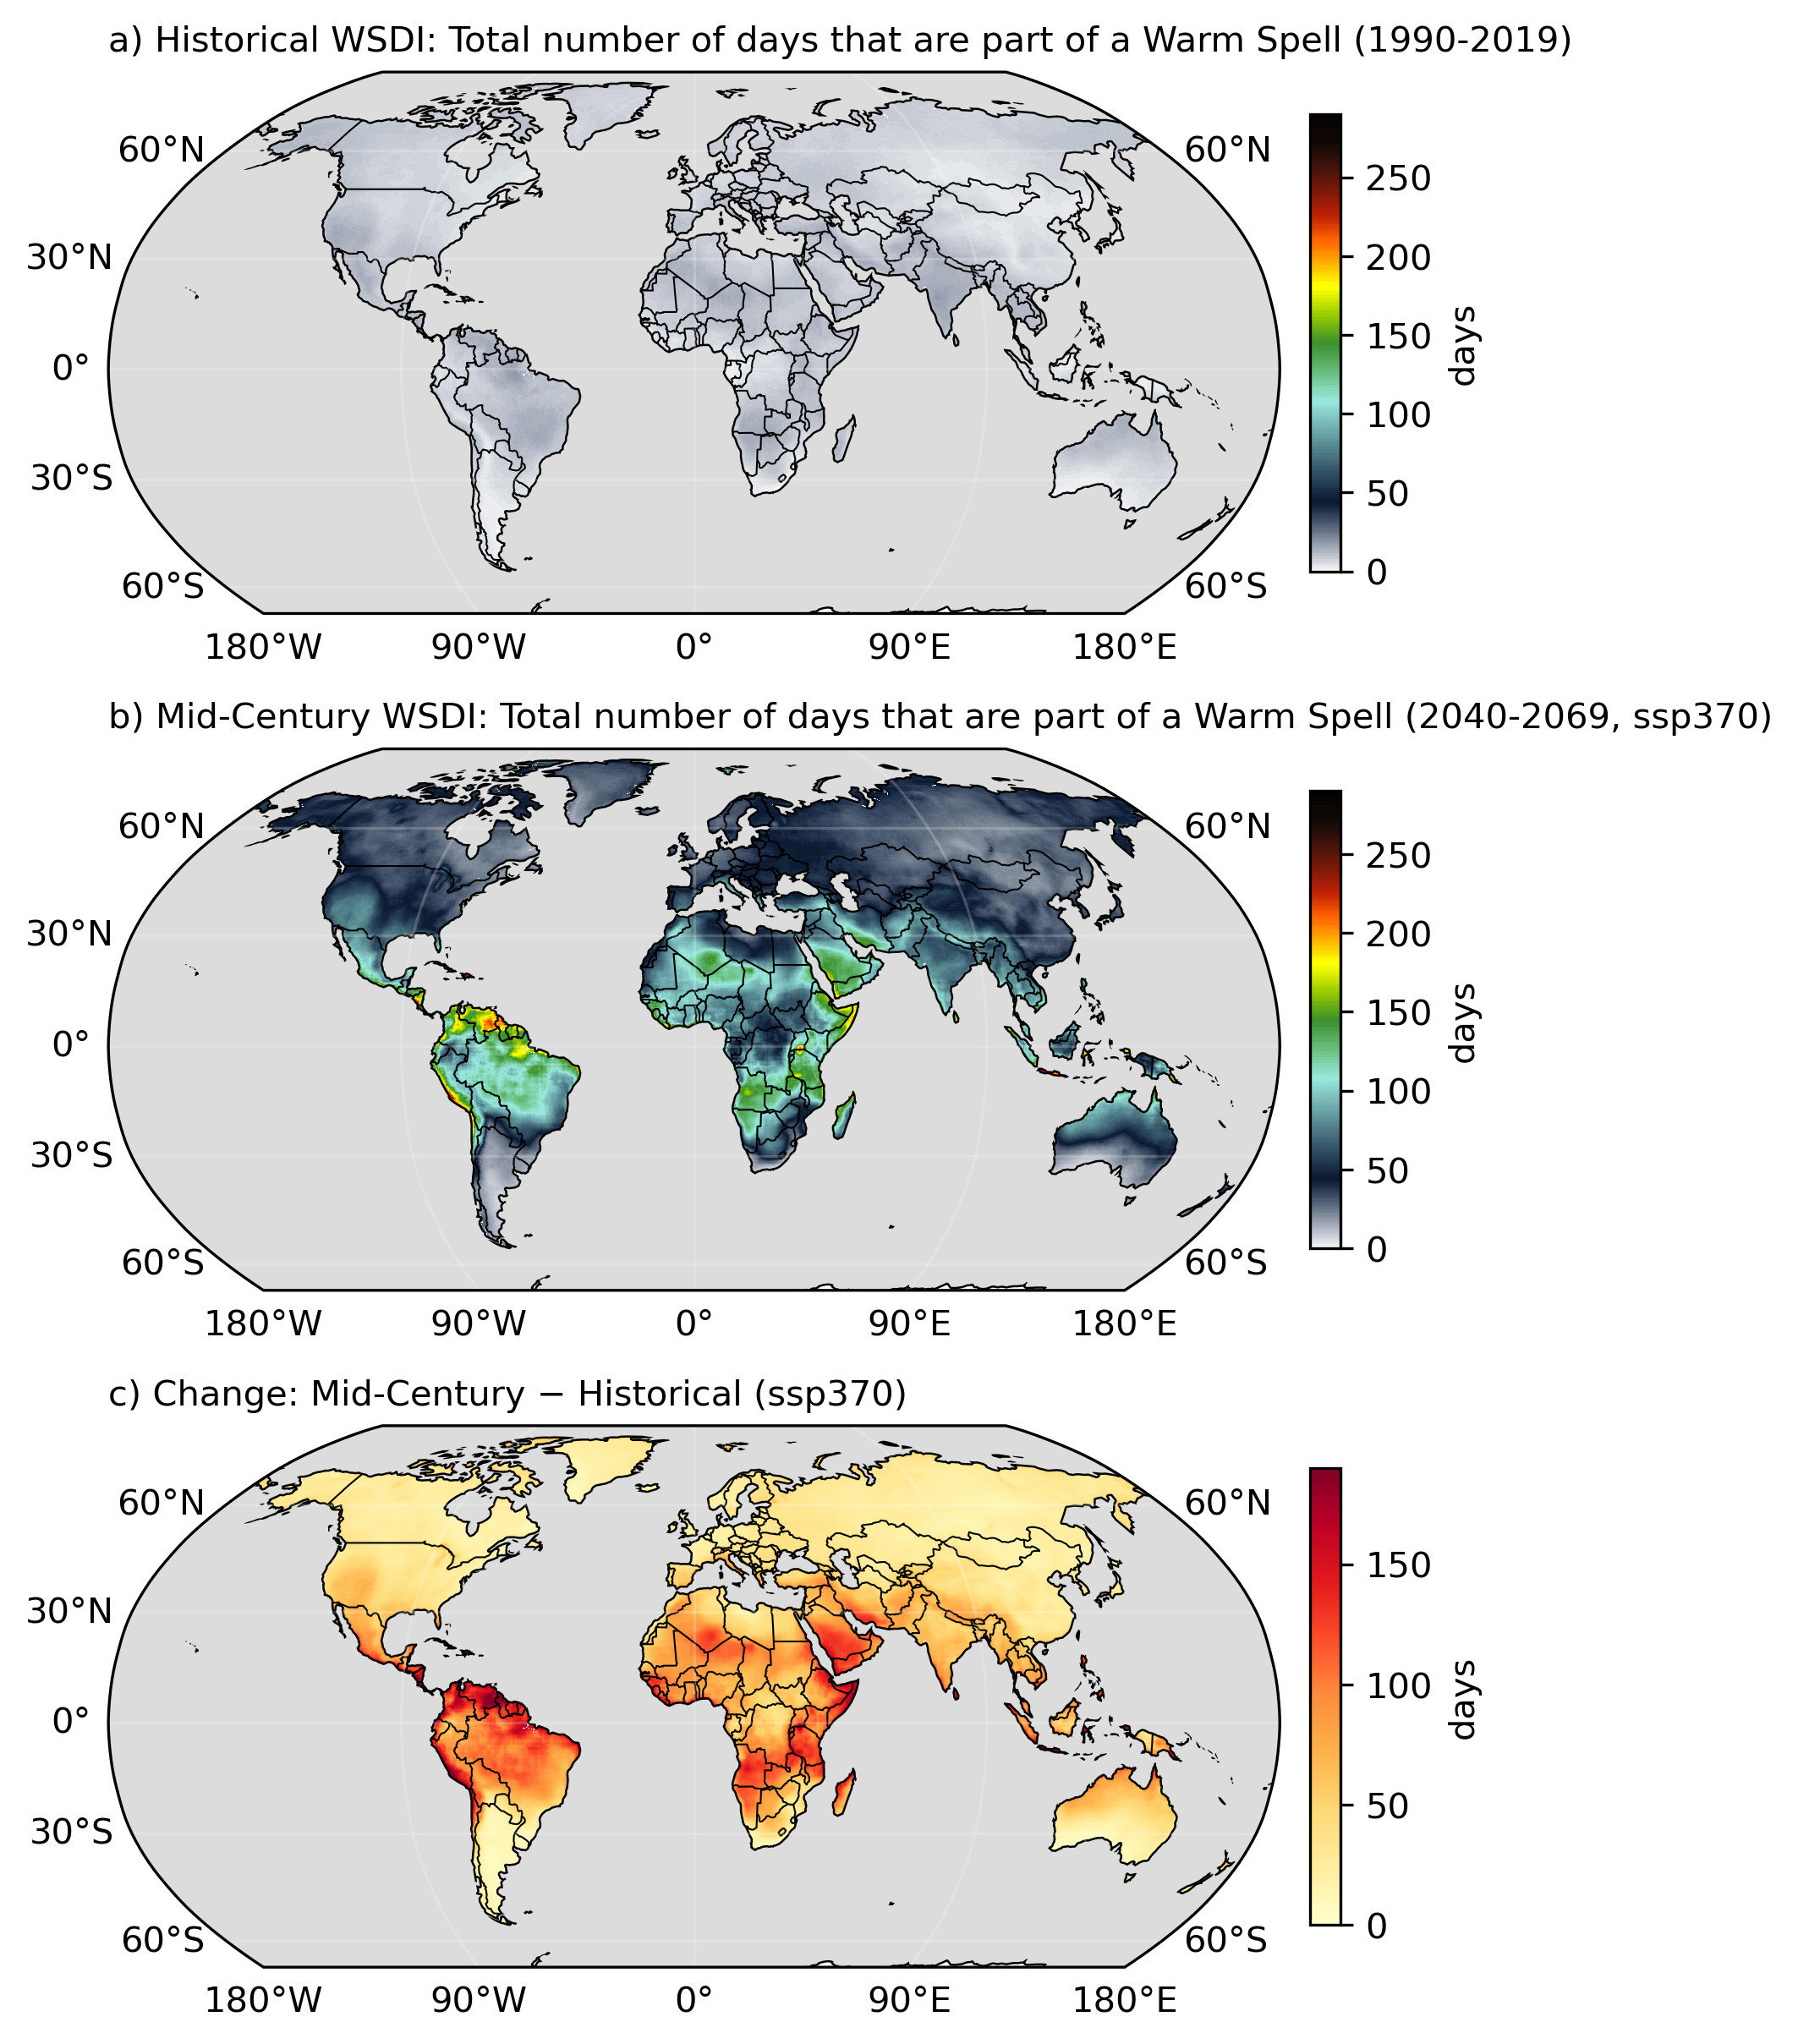 a) Historical WSDI: Total number of days that are part of a Warm Spell (1990-2019)
60°N 60°N
30°N
0°
30°S
60°S 60°S
180°W 90°W 0° 90°E 180°E
250
200
150
100
50
0
days
b) Mid-Century WSDI: Total number of days that are part of a Warm Spell (2040-2069, ssp370)
60°N 60°N
30°N
0°
30°S
60°S 60°S
180°W 90°W 0° 90°E 180°E
250
200
150
100
50
0
days
c) Change: Mid-Century − Historical (ssp370)
60°N 60°N
30°N
0°
30°S
60°S 60°S
180°W 90°W 0° 90°E 180°E
150
100
50
0
days